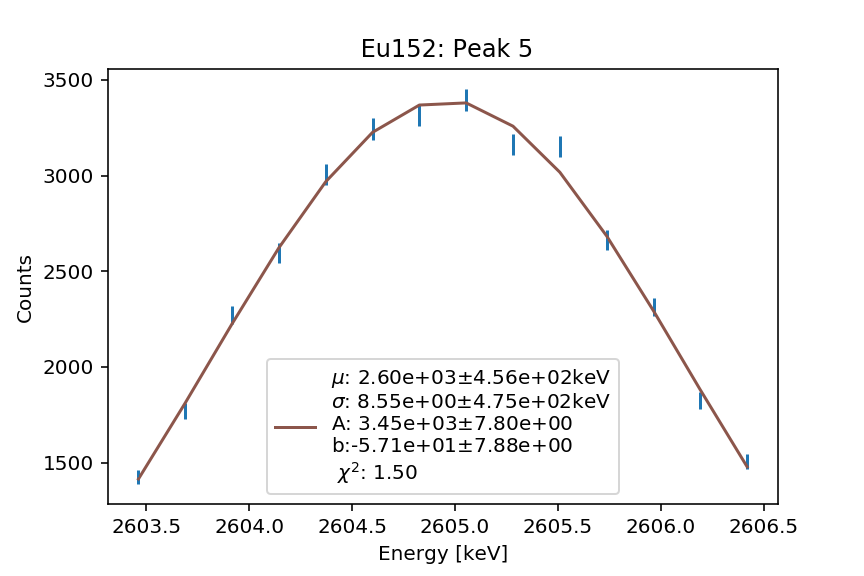 Eu152: Peak 5
3500
3000
2500
2000
1500
Counts
μ: 2.60e+03±4.56e+02keV
σ: 8.55e+00±4.75e+02keV
A: 3.45e+03±7.80e+00
b:-5.71e+01±7.88e+00
χ²: 1.50
2603.5 2604.0 2604.5 2605.0 2605.5 2606.0 2606.5
Energy [keV]